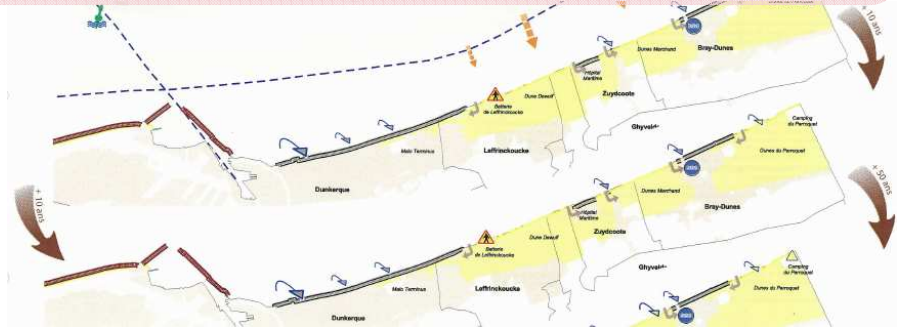 + 10 ans
Bray-Dunes
Dunes Marchand
Hôpital
Maritime
Zuydcoote
Batterie
de Leffrinckoucke
Dune Dewulf
Ghyvelde
Malo Terminus
Leffrinckoucke
Dunkerque
Camping
du Perroquet
Dunes du Perroquet
+ 10 ans
+ 50 ans
Dunes Marchand
Bray-Dunes
Hôpital
Maritime
Zuydcoote
Batterie
de Leffrinckoucke
Dune Dewulf
Ghyvelde
Malo Terminus
Leffrinckoucke
Dunkerque
Camping
du Perroquet
Dunes du Perroquet